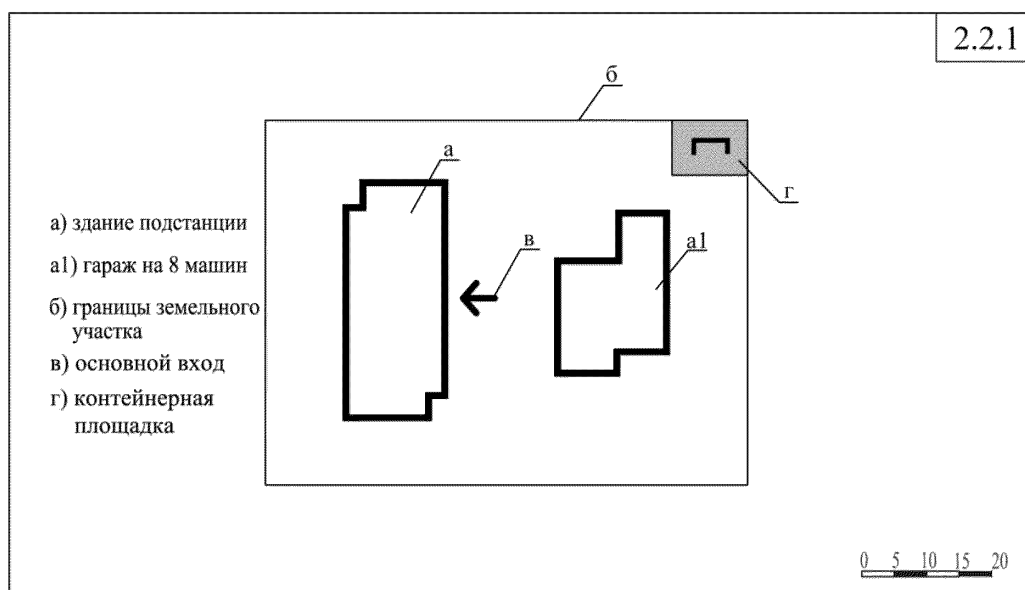 2.2.1
б
а
г
а) здание подстанции
в
а1
а1) гараж на 8 машин
б) границы земельного
участка
в) основной вход
г) контейнерная
площадка
0 5 10 15 20